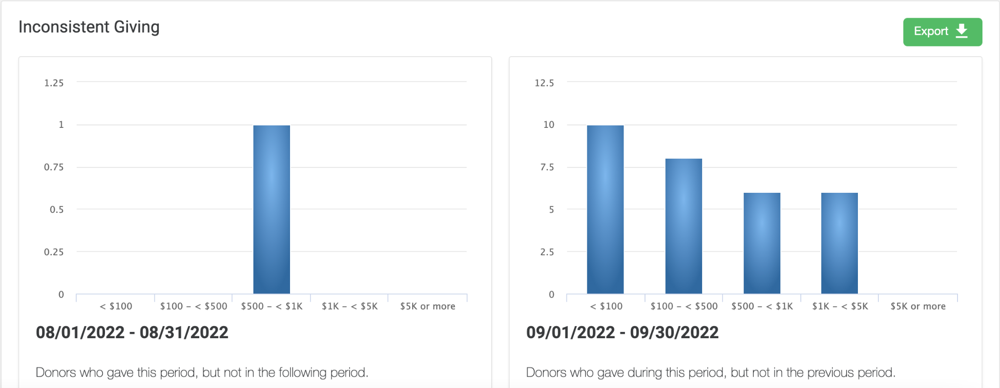 Inconsistent Giving
Export
1.25
1
0.75
0.5
0.25
0
< $100
$100 – < $500
$500 – < $1K
$1K – < $5K
$5K or more
08/01/2022 - 08/31/2022
Donors who gave this period, but not in the following period.
12.5
10
7.5
5
2.5
0
< $100
$100 – < $500
$500 – < $1K
$1K – < $5K
$5K or more
09/01/2022 - 09/30/2022
Donors who gave during this period, but not in the previous period.